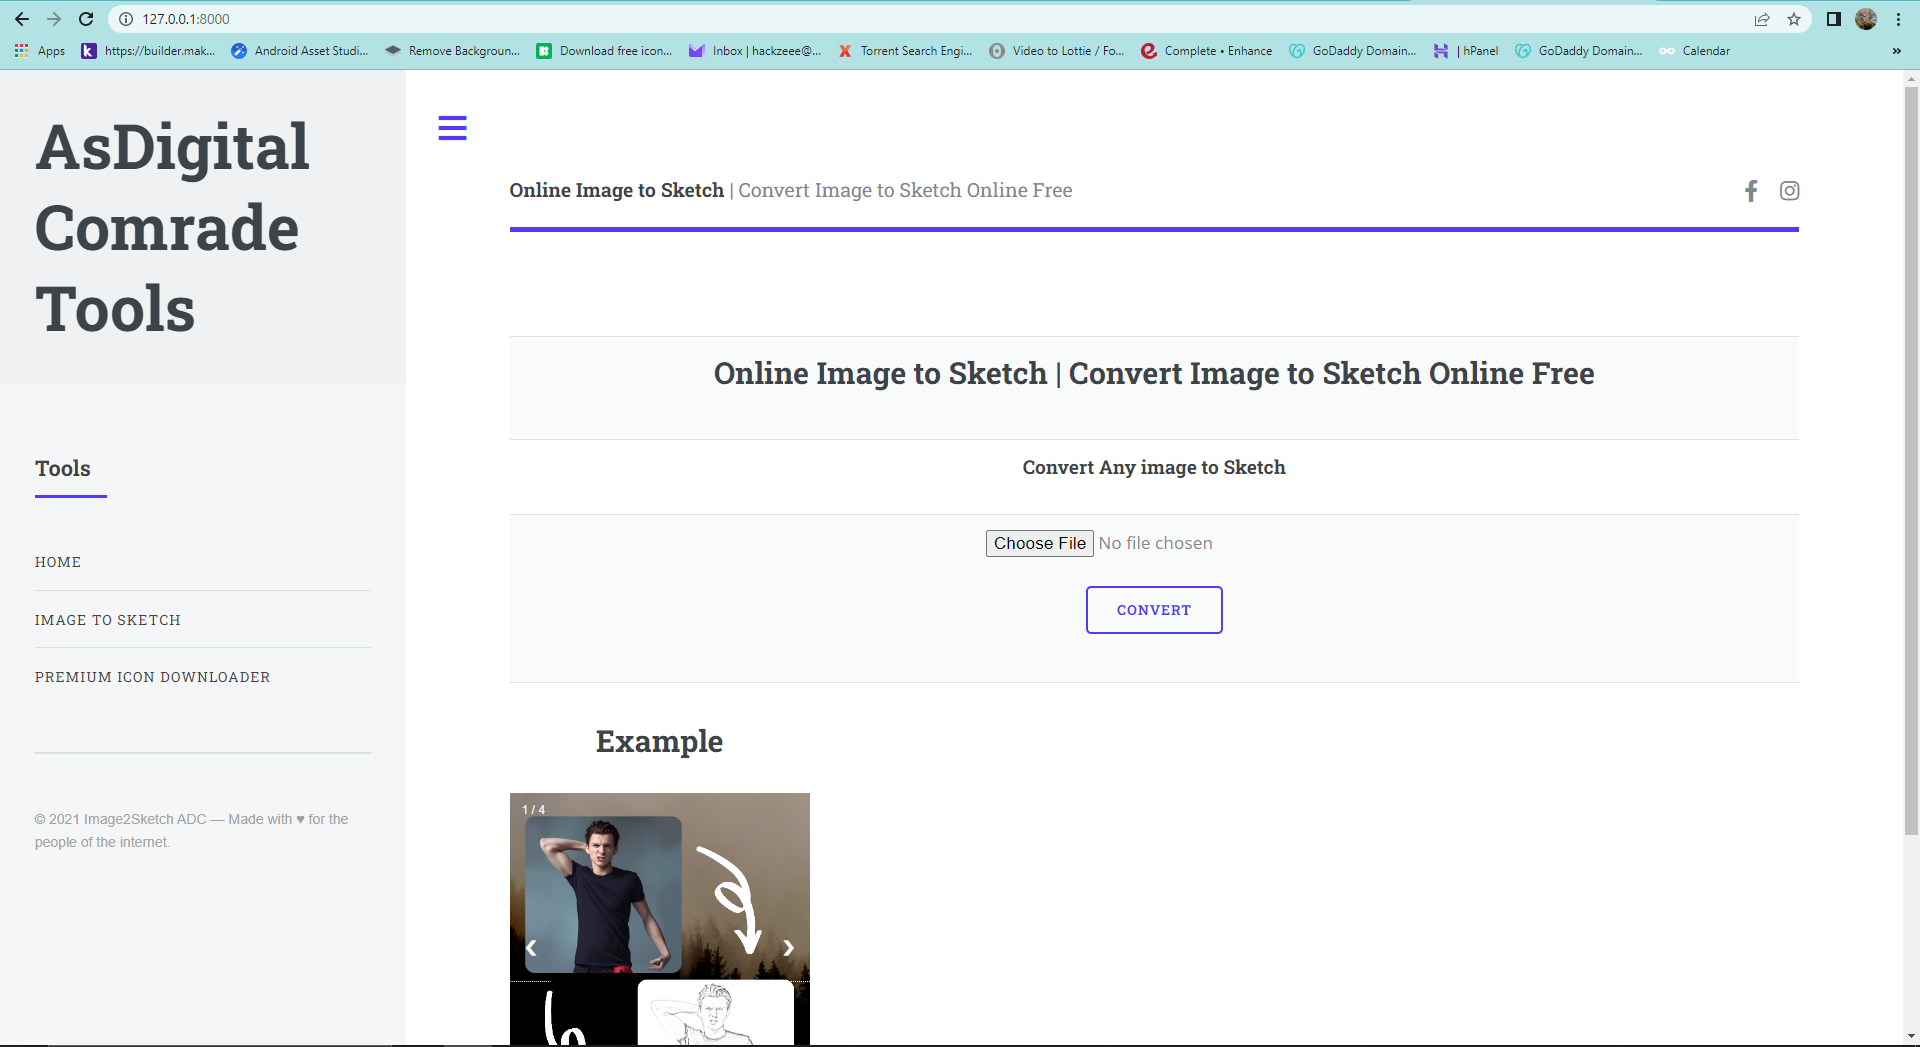 127.0.0.1:8000
Apps
https://builder.mak...
Android Asset Studi...
Remove Backgroun...
Download free icon...
Inbox | hackzeee@...
Torrent Search Engi...
Video to Lottie / Fo...
Complete • Enhance
GoDaddy Domain...
| hPanel
GoDaddy Domain...
Calendar
»
AsDigital
Comrade
Tools
Tools
HOME
IMAGE TO SKETCH
PREMIUM ICON DOWNLOADER
© 2021 Image2Sketch ADC — Made with ♥ for the
people of the internet.
Online Image to Sketch | Convert Image to Sketch Online Free
Online Image to Sketch | Convert Image to Sketch Online Free
Convert Any image to Sketch
Choose File No file chosen
CONVERT
Example
1 / 4